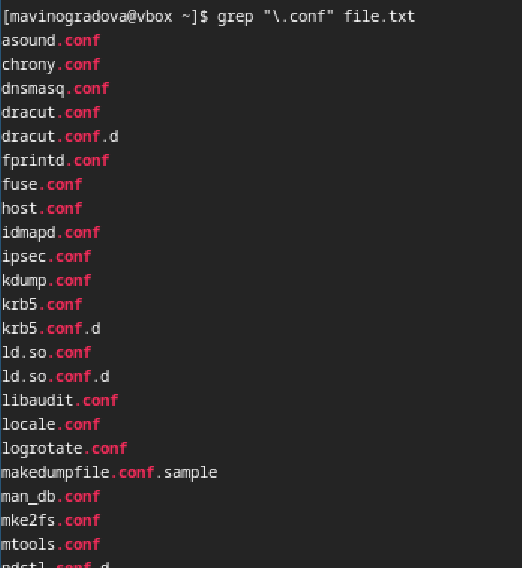 [mavinogradova@vbox ~]$ grep "\.conf" file.txt
asound.conf
chrony.conf
dnsmasq.conf
dracut.conf
dracut.conf.d
fprintd.conf
fuse.conf
host.conf
idmapd.conf
ipsec.conf
kdump.conf
krb5.conf
krb5.conf.d
ld.so.conf
ld.so.conf.d
libaudit.conf
locale.conf
logrotate.conf
makedumpfile.conf.sample
man_db.conf
mke2fs.conf
mtools.conf